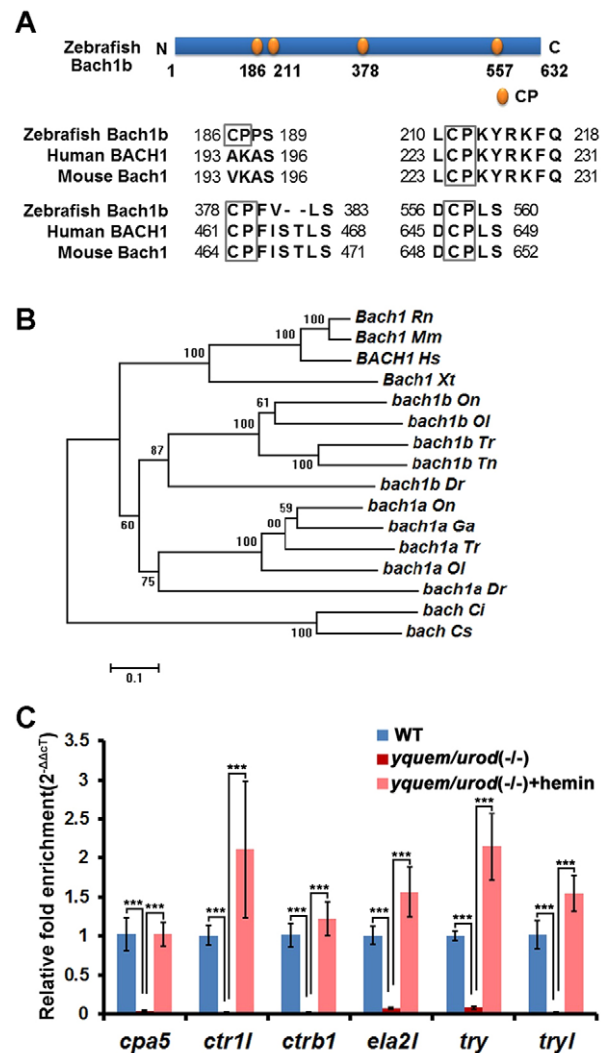 A
Zebrafish Bach1b N C
1 186 211 378 557 632
CP
Zebrafish Bach1b 186 CPPS 189 210 LCPKYRKFQ 218
Human BACH1 193 AKAS 196 223 LCPKYRKFQ 231
Mouse Bach1 193 VKAS 196 223 LCPKYRKFQ 231
Zebrafish Bach1b 378 CPFV--LS 383 556 DCPLS 560
Human BACH1 461 CPFISTLS 468 645 DCPLS 649
Mouse Bach1 464 CPFISTLS 471 648 DCPLS 652
B
100 Bach1 Rn
100 Bach1 Mm
100 BACH1 Hs
Bach1 Xt
61 bach1b On
bach1b Ol
100 bach1b Tr
100 bach1b Tn
87 bach1b Dr
60
59 bach1a On
00 bach1a Ga
100 bach1a Tr
bach1a Ol
75 bach1a Dr
bach Ci
100 bach Cs
0.1
C
WT
yquem/urod(-/-)
yquem/urod(-/-)+hemin
Relative fold enrichment(2-ΔΔcT)
3.5
3
2.5
2
1.5
1
0.5
0
*** *** *** *** *** *** *** *** *** *** *** ***
cpa5 ctr1l ctrb1 ela2l try tryl